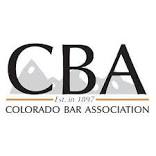 CBA
Est. in 1897
COLORADO BAR ASSOCIATION